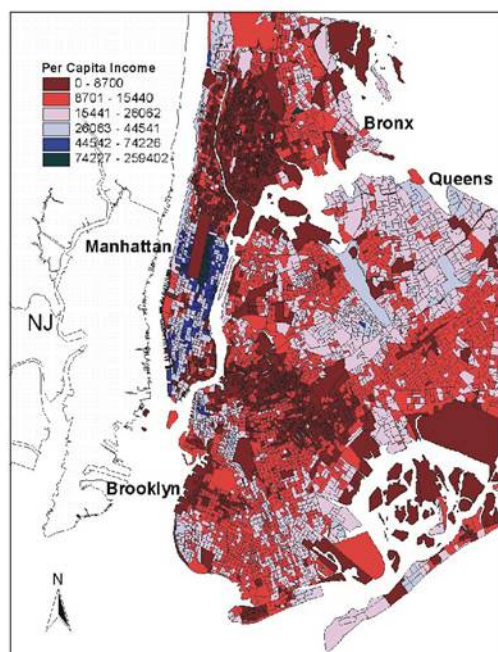 Per Capita Income
0 - 8700
8701 - 15440
15441 - 26062
26063 - 44541
44542 - 74226
74227 - 259402
Bronx
Queens
Manhattan
NJ
Brooklyn
N